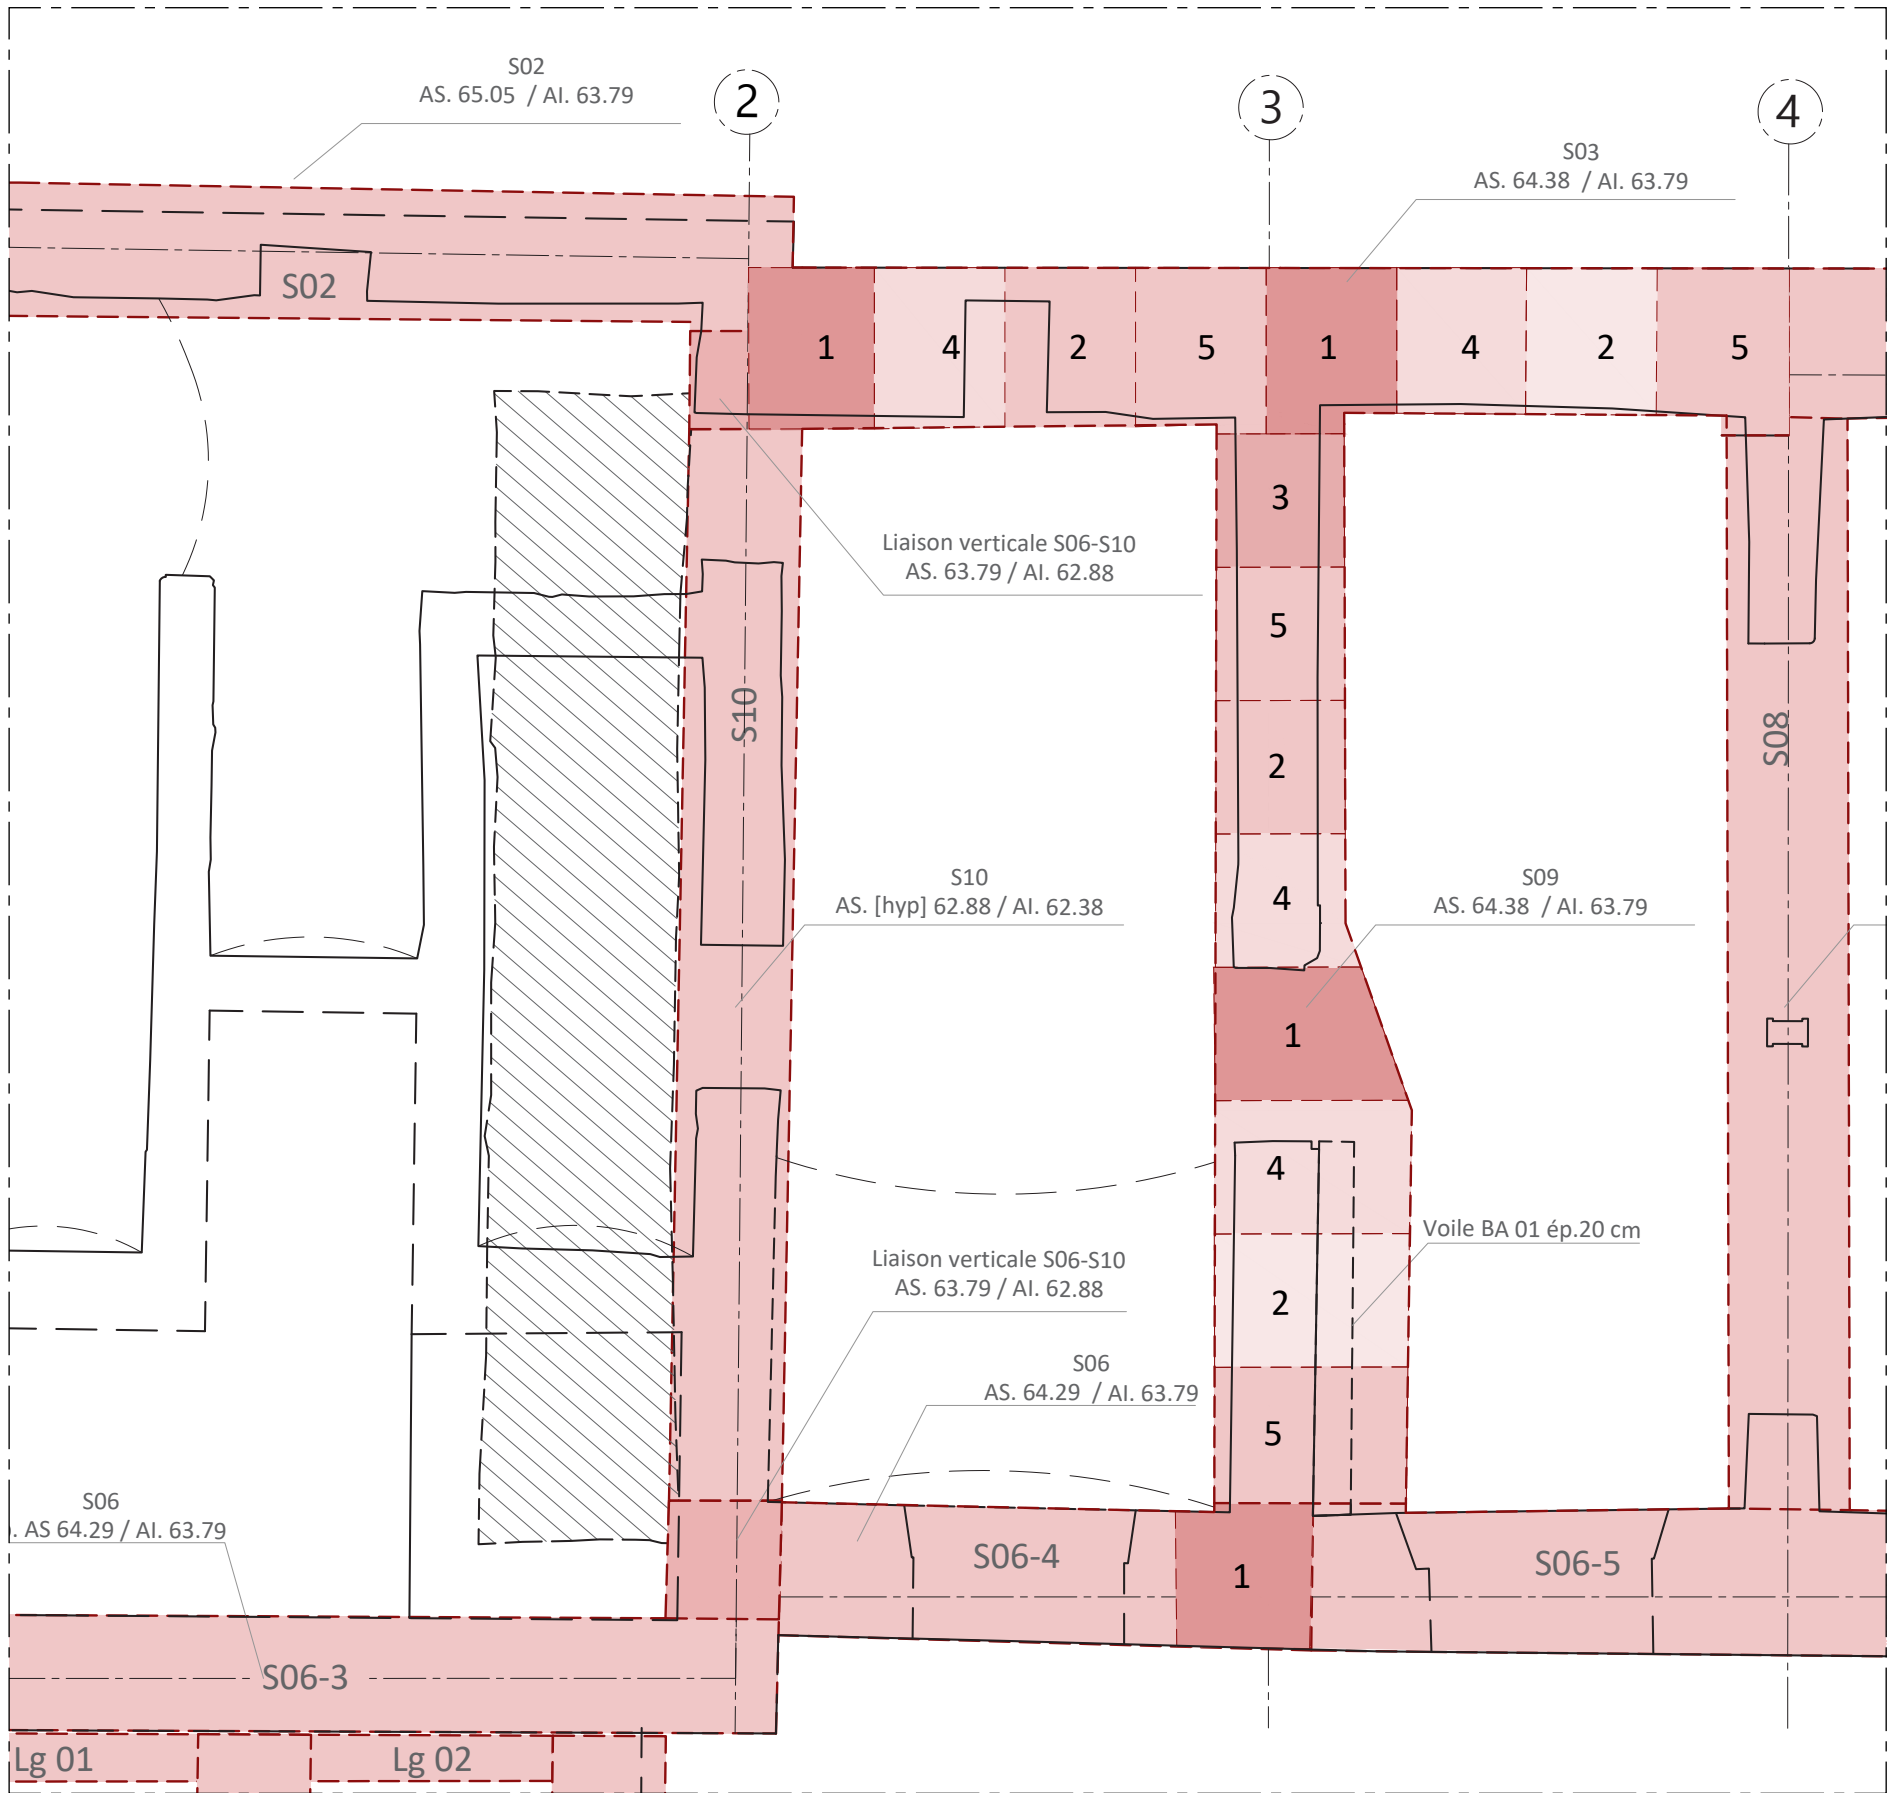 S02
AS. 65.05 / AI. 63.79
2
3
4
S03
AS. 64.38 / AI. 63.79
S02
1
4
2
5
1
4
2
5
3
Liaison verticale S06-S10
AS. 63.79 / AI. 62.88
5
S10
S08
2
S10
AS. [hyp] 62.88 / AI. 62.38
4
S09
AS. 64.38 / AI. 63.79
1
4
Voile BA 01 ép.20 cm
Liaison verticale S06-S10
AS. 63.79 / AI. 62.88
2
S06
AS. 64.29 / AI. 63.79
5
S06
. AS 64.29 / AI. 63.79
S06-4
1
S06-5
S06-3
Lg 01
Lg 02